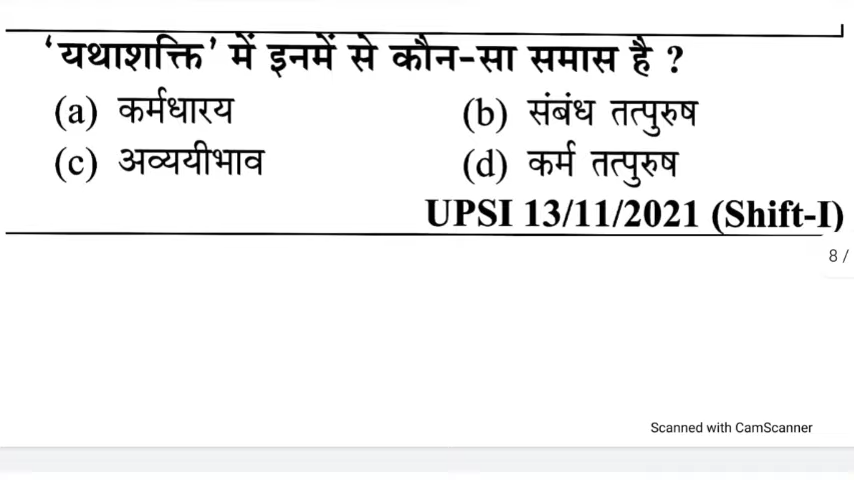 'यथाशक्ति' में इनमें से कौन-सा समास है ?
(a) कर्मधारय (b) संबंध तत्पुरुष
(c) अव्ययीभाव (d) कर्म तत्पुरुष
UPSI 13/11/2021 (Shift-I)
8 /
Scanned with CamScanner